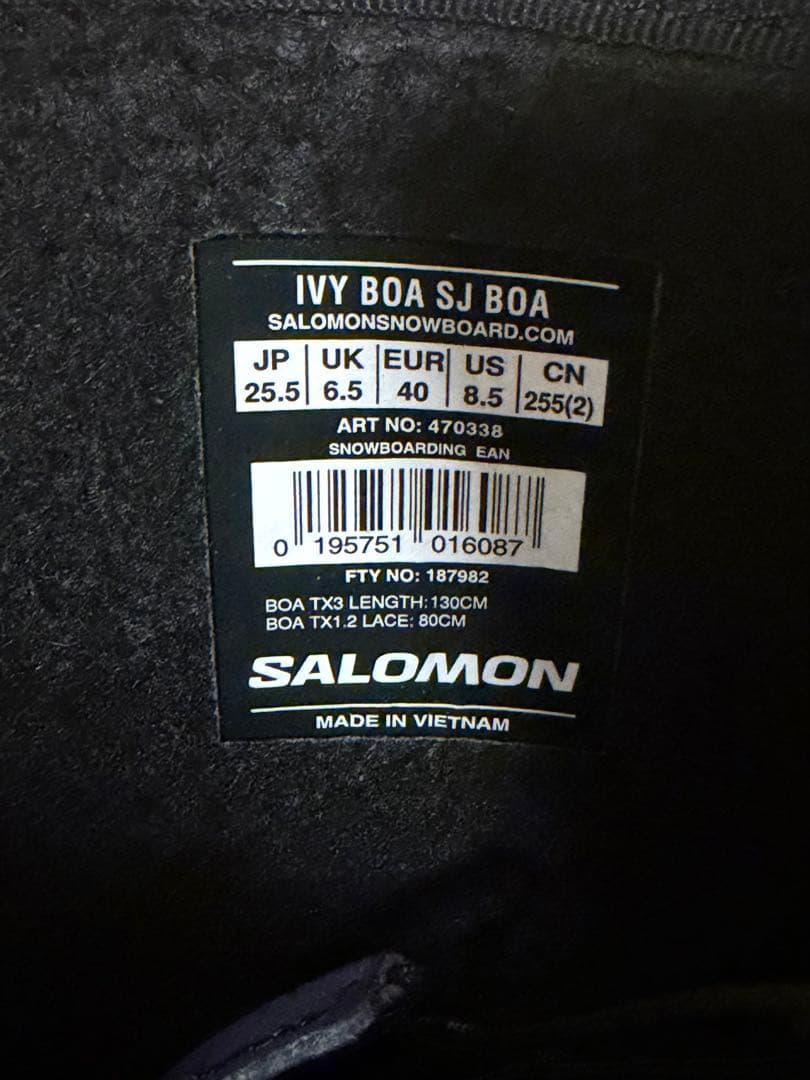 IVY BOA SJ BOA
SALOMONSNOWBOARD.COM
JP UK EUR US CN
25.5 6.5 40 8.5 255(2)
ART NO: 470338
SNOWBOARDING EAN
0 195751 016087
FTY NO: 187982
BOA TX3 LENGTH: 130CM
BOA TX1.2 LACE: 80CM
SALOMON
MADE IN VIETNAM